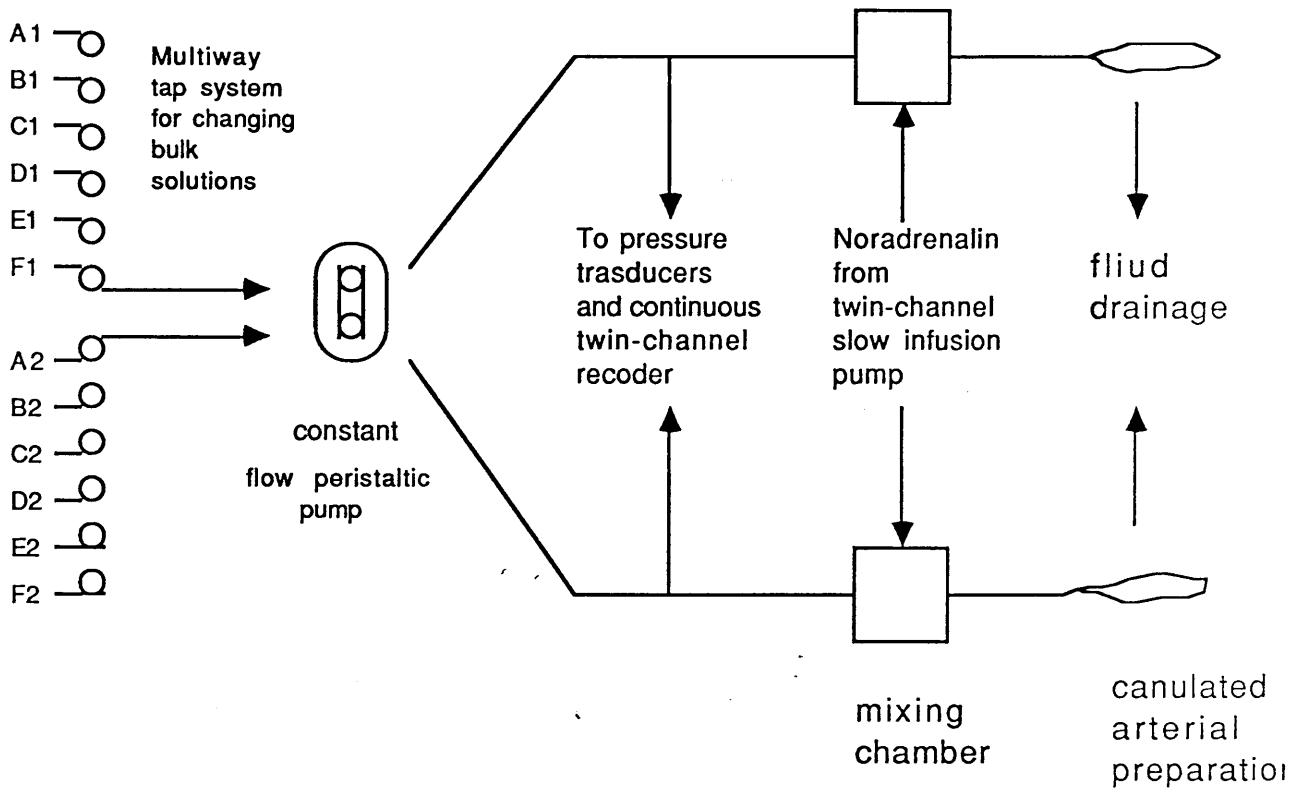 A1
B1
C1
D1
E1
F1
A2
B2
C2
D2
E2
F2
Multiway
tap system
for changing
bulk
solutions
constant
flow peristaltic
pump
To pressure
trasducers
and continuous
twin-channel
recoder
Noradrenalin
from
twin-channel
slow infusion
pump
fliud
drainage
mixing
chamber
canulated
arterial
preparation